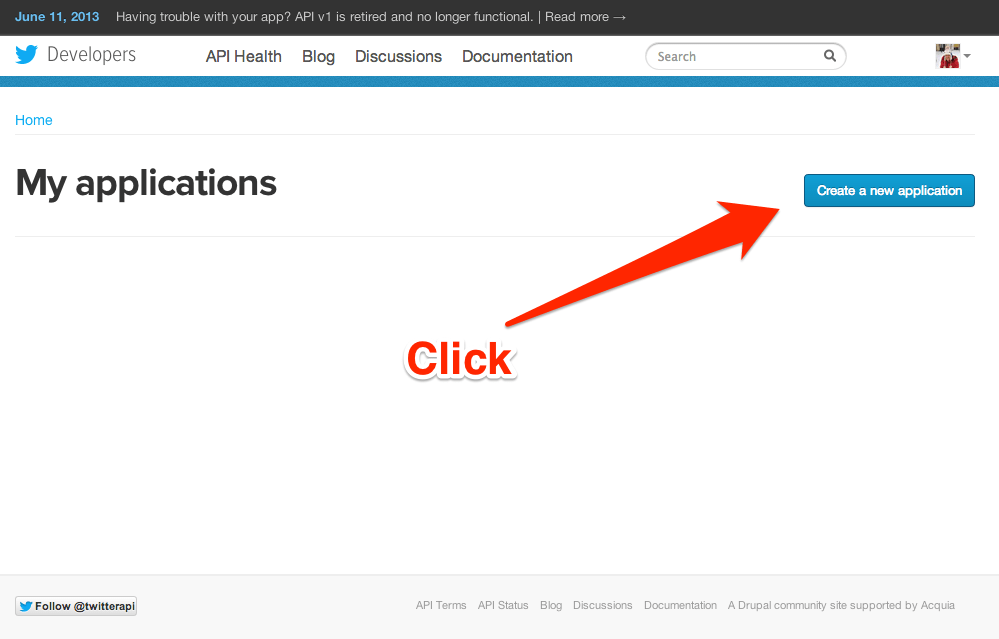 June 11, 2013 Having trouble with your app? API v1 is retired and no longer functional. | Read more →
Developers API Health Blog Discussions Documentation Search
Home
My applications
Create a new application
Click
Follow @twitterapi
API Terms API Status Blog Discussions Documentation A Drupal community site supported by Acquia